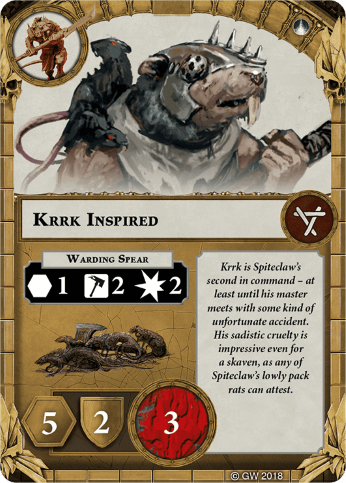 Krrk Inspired
Warding Spear
1 2 2
Krrk is Spiteclaw's
second in command – at
least until his master
meets with some kind of
unfortunate accident.
His sadistic cruelty is
impressive even for
a skaven, as any of
Spiteclaw's lowly pack
rats can attest.
5 2 3
© GW 2018